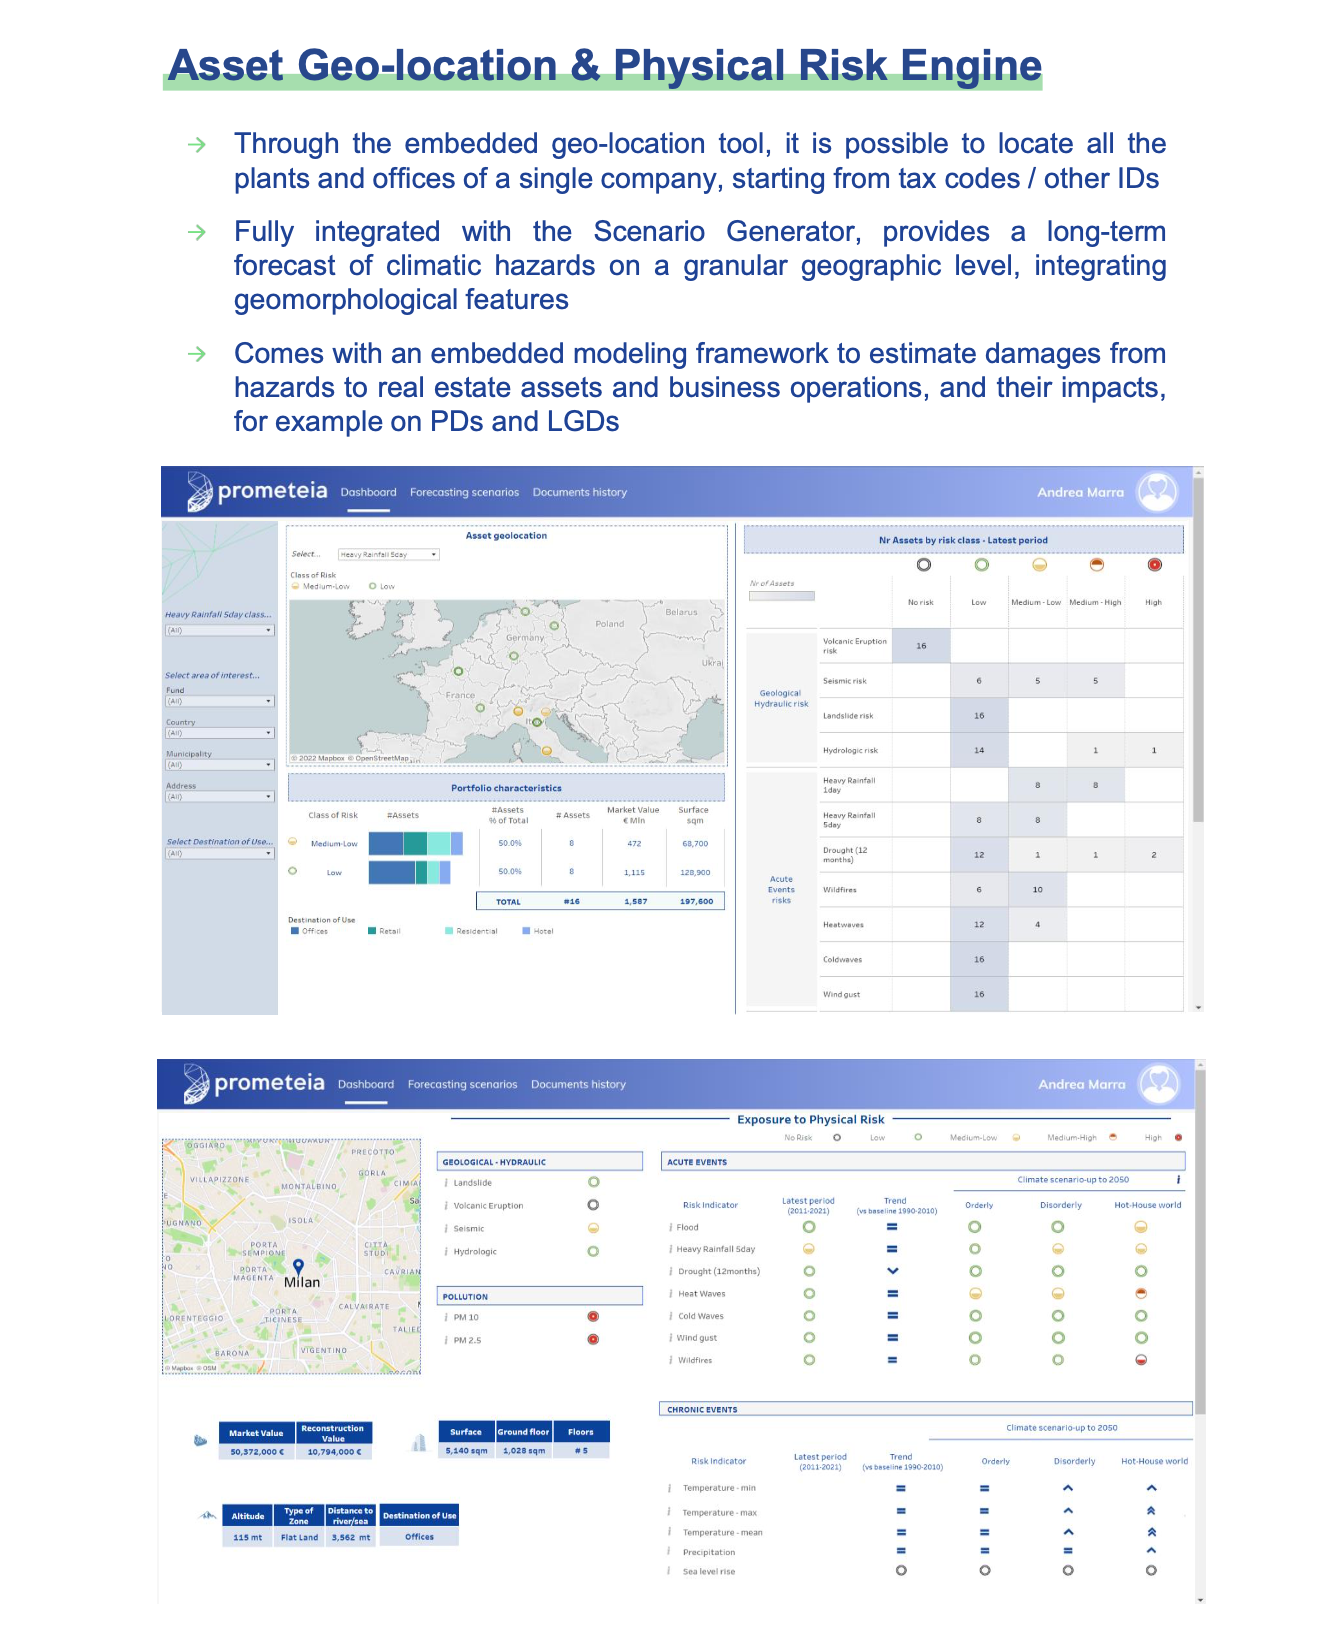 Asset Geo-location & Physical Risk Engine
→ Through the embedded geo-location tool, it is possible to locate all the
plants and offices of a single company, starting from tax codes / other IDs
→ Fully integrated with the Scenario Generator, provides a long-term
forecast of climatic hazards on a granular geographic level, integrating
geomorphological features
→ Comes with an embedded modeling framework to estimate damages from
hazards to real estate assets and business operations, and their impacts,
for example on PDs and LGDs
prometeia Dashboard Forecasting scenarios Documents history Andrea Marra
Heavy Rainfall 5day class...
(All)
Select area of interest...
Fund
(All)
Country
(All)
Municipality
(All)
Address
(All)
Select Destination of Use...
(All)
Asset geolocation
Select... Heavy Rainfall 5day
Class of Risk
Medium-Low Low
Belarus
Poland
Germany
Ukraj
France
It
© 2022 Mapbox © OpenStreetMap
Portfolio characteristics
Class of Risk #Assets #Assets % of Total # Assets Market Value € Mln Surface sqm
Medium-Low 50.0% 8 472 68,700
Low 50.0% 8 1,115 128,900
TOTAL #16 1,587 197,600
Destination of Use
Offices Retail Residential Hotel
Nr Assets by risk class - Latest period
Nr of Assets
No risk Low Medium - Low Medium - High High
Geological Hydraulic risk
Volcanic Eruption risk 16
Seismic risk 6 5 5
Landslide risk 16
Hydrologic risk 14 1 1
Acute Events risks
Heavy Rainfall 1day 8 8
Heavy Rainfall 5day 8 8
Drought (12 months) 12 1 1 2
Wildfires 6 10
Heatwaves 12 4
Coldwaves 16
Wind gust 16
prometeia Dashboard Forecasting scenarios Documents history Andrea Marra
Exposure to Physical Risk
No Risk Low Medium-Low Medium-High High
OGGIARO
PRECOTTO
GORLA
VILLAPIZZONE
MONTALBINO
CIMIA
Sa
UGNANO
ISOLA
PORTA SEMPIONE
CITTÀ STUDI
PORTA MAGENTA
Milan
CAVRIAN
CALVAIRATE
PORTA TICINESE
LORENTEGGIO
TALIED
BARONA
VIGENTINO
© Mapbox © OSM
GEOLOGICAL - HYDRAULIC
i Landslide
i Volcanic Eruption
i Seismic
i Hydrologic
POLLUTION
i PM 10
i PM 2.5
ACUTE EVENTS
Climate scenario-up to 2050 i
Risk Indicator Latest period (2011-2021) Trend (vs baseline 1990-2010) Orderly Disorderly Hot-House world
i Flood
i Heavy Rainfall 5day
i Drought (12months)
i Heat Waves
i Cold Waves
i Wind gust
i Wildfires
Market Value Reconstruction Value
50,372,000 € 10,794,000 €
Surface Ground floor Floors
5,140 sqm 1,028 sqm # 5
Altitude Type of Zone Distance to river/sea Destination of Use
115 mt Flat Land 3,562 mt Offices
CHRONIC EVENTS
Climate scenario-up to 2050
Risk Indicator Latest period (2011-2021) Trend (vs baseline 1990-2010) Orderly Disorderly Hot-House world
i Temperature - min
i Temperature - max
i Temperature - mean
i Precipitation
i Sea level rise